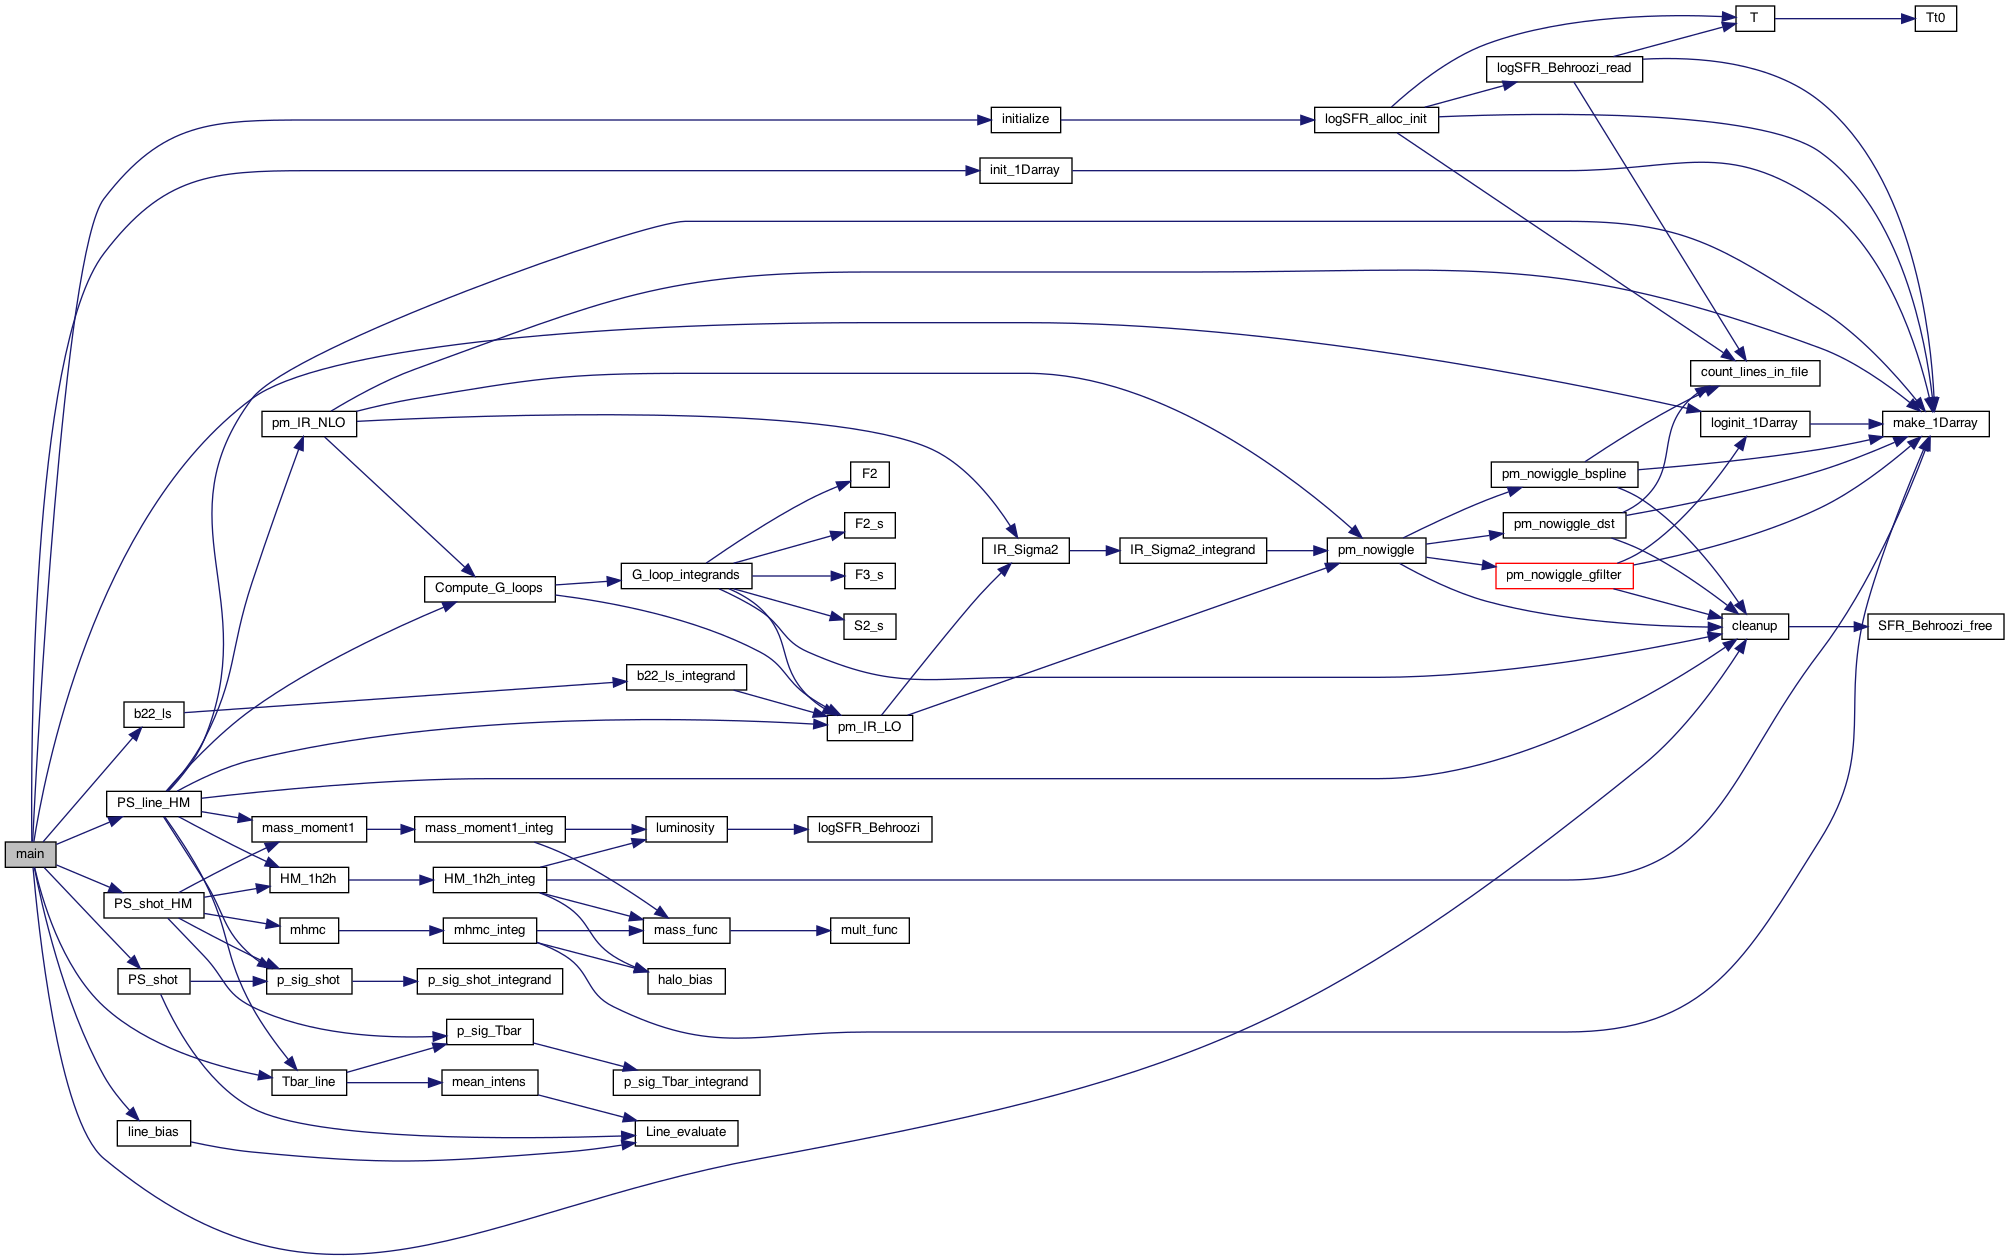 T
Tt0
logSFR_Behroozi_read
initialize
logSFR_alloc_init
init_1Darray
count_lines_in_file
pm_IR_NLO
loginit_1Darray
make_1Darray
F2
pm_nowiggle_bspline
F2_s
pm_nowiggle_dst
IR_Sigma2
IR_Sigma2_integrand
pm_nowiggle
Compute_G_loops
G_loop_integrands
F3_s
pm_nowiggle_gfilter
S2_s
cleanup
SFR_Behroozi_free
b22_ls_integrand
b22_ls
pm_IR_LO
PS_line_HM
mass_moment1
mass_moment1_integ
luminosity
logSFR_Behroozi
main
HM_1h2h
HM_1h2h_integ
PS_shot_HM
mhmc
mhmc_integ
mass_func
mult_func
PS_shot
p_sig_shot
p_sig_shot_integrand
halo_bias
p_sig_Tbar
Tbar_line
mean_intens
p_sig_Tbar_integrand
line_bias
Line_evaluate